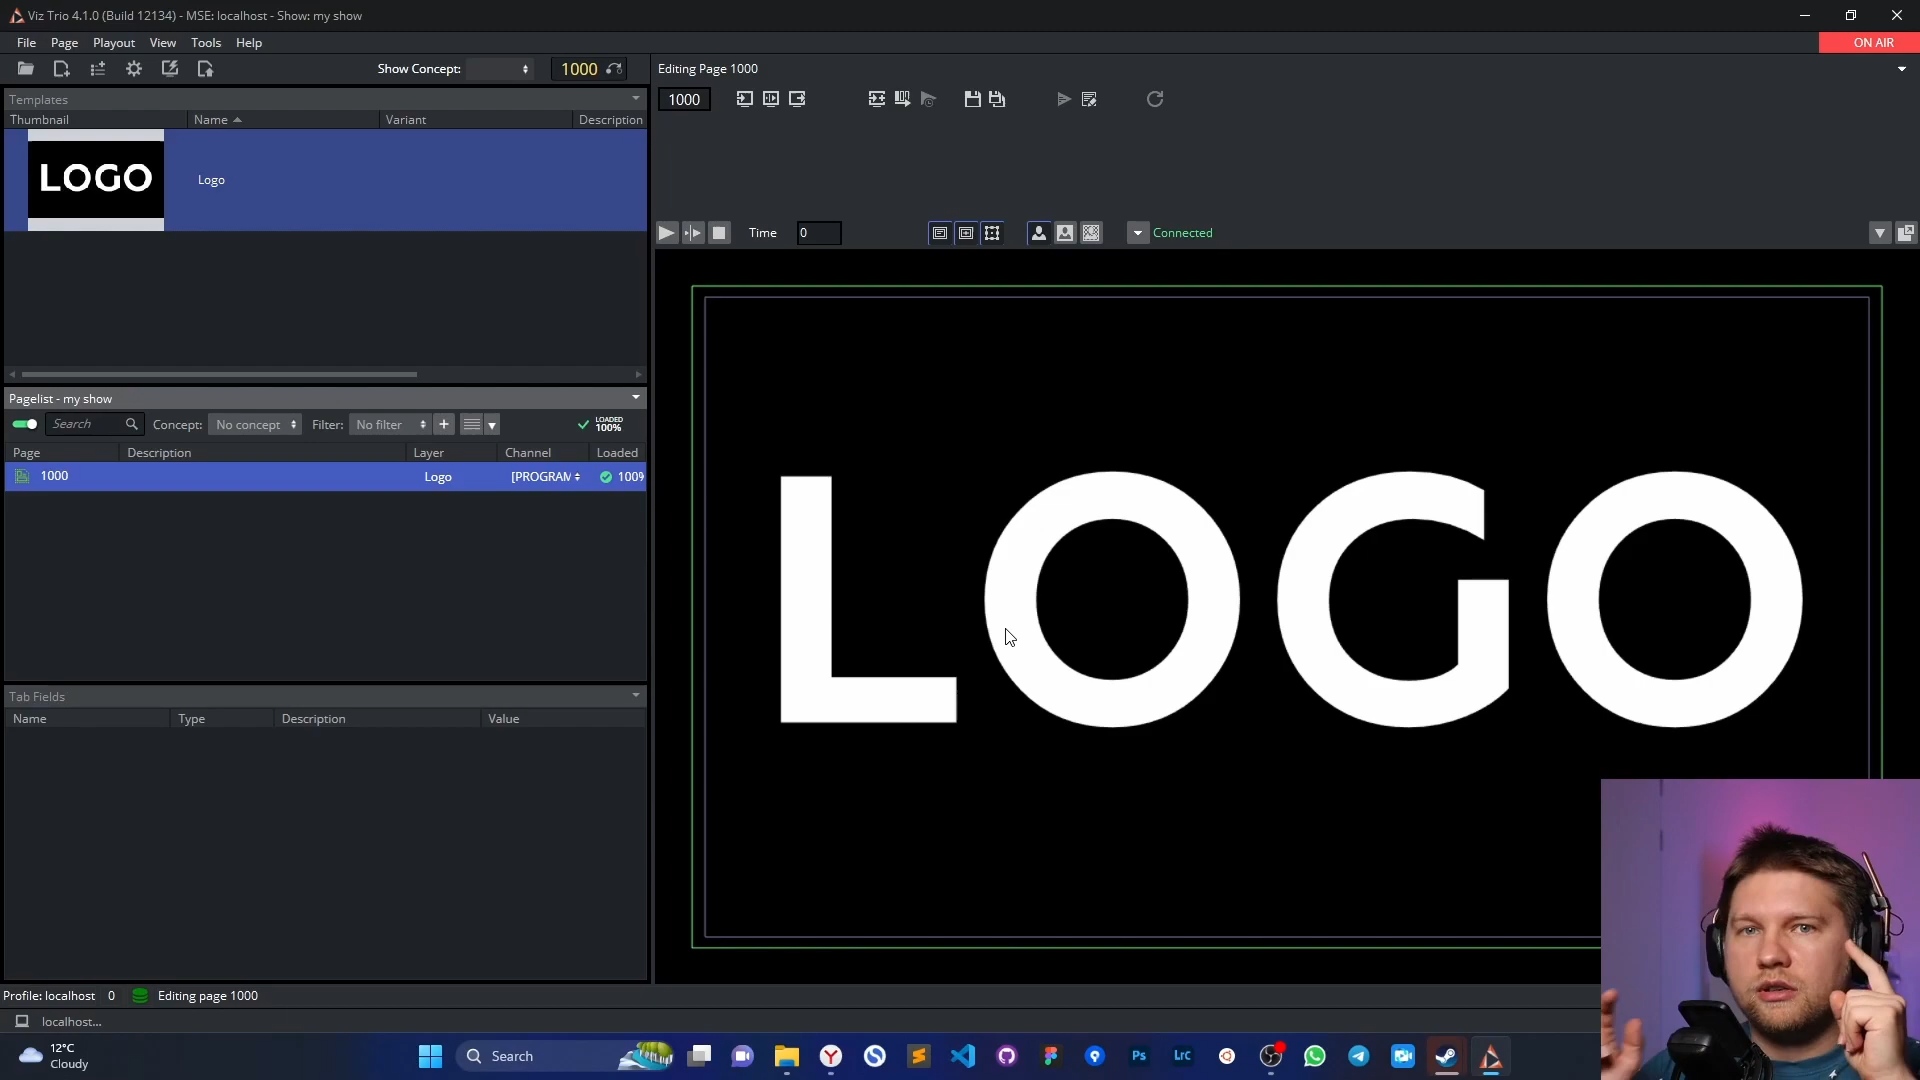 Viz Trio 4.1.0 (Build 12134) - MSE: localhost - Show: my show
File Page Playout View Tools Help
ON AIR
Show Concept:
1000
Editing Page 1000
1000
Templates
Thumbnail Name Variant Description
LOGO
Logo
Time 0
Connected
LOGO
Pagelist - my show
Search
Concept: No concept
Filter: No filter
LOADED
100%
Page Description Layer Channel Loaded
1000 Logo [PROGRAM 100%
Tab Fields
Name Type Description Value
Profile: localhost 0 Editing page 1000
localhost...
12°C
Cloudy
Search
Ps
Lrc